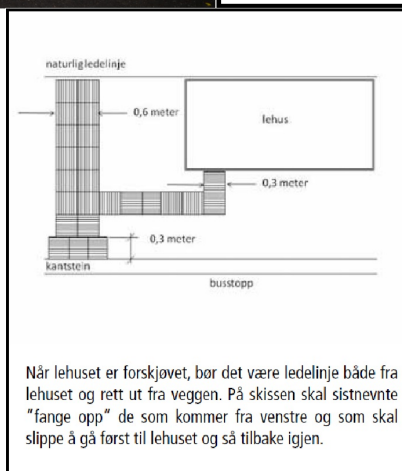 naturligledelinje
0,6 meter
lehus
0,3 meter
0,3 meter
kantstein
busstopp
Når lehuset er forskjøvet, bør det være ledelinje både fra
lehuset og rett ut fra veggen. På skissen skal sistnevnte
"fange opp" de som kommer fra venstre og som skal
slippe å gå først til lehuset og så tilbake igjen.